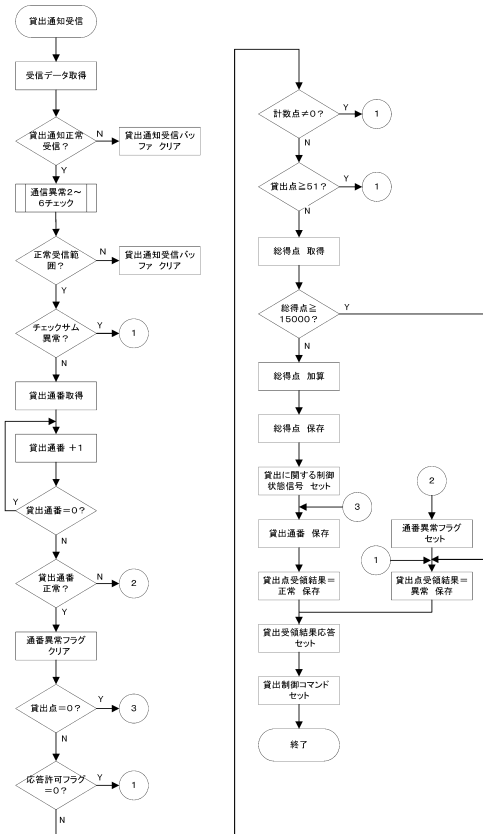 貸出通知受信
受信データ取得
貸出通知正常
受信？
N
貸出通知受信バッ
ファ クリア
Y
通信異常２～
６チェック
正常受信範
囲？
N
貸出通知受信バッ
ファ クリア
Y
チェックサム
異常？
Y
1
N
貸出通番取得
貸出通番 ＋１
Y
貸出通番＝０？
N
貸出通番
正常？
N
2
Y
通番異常フラグ
クリア
貸出点＝０？
Y
3
N
応答許可フラグ
＝０？
Y
1
N
計数点≠０？
Y
1
N
貸出点≧５１？
Y
1
N
総得点 取得
総得点≧
１５０００？
Y
N
総得点 加算
総得点 保存
貸出に関する制御
状態信号 セット
3
貸出通番 保存
貸出点受領結果＝
正常 保存
2
通番異常フラグ
セット
1
貸出点受領結果＝
異常 保存
貸出受領結果応答
セット
貸出制御コマンド
セット
終了